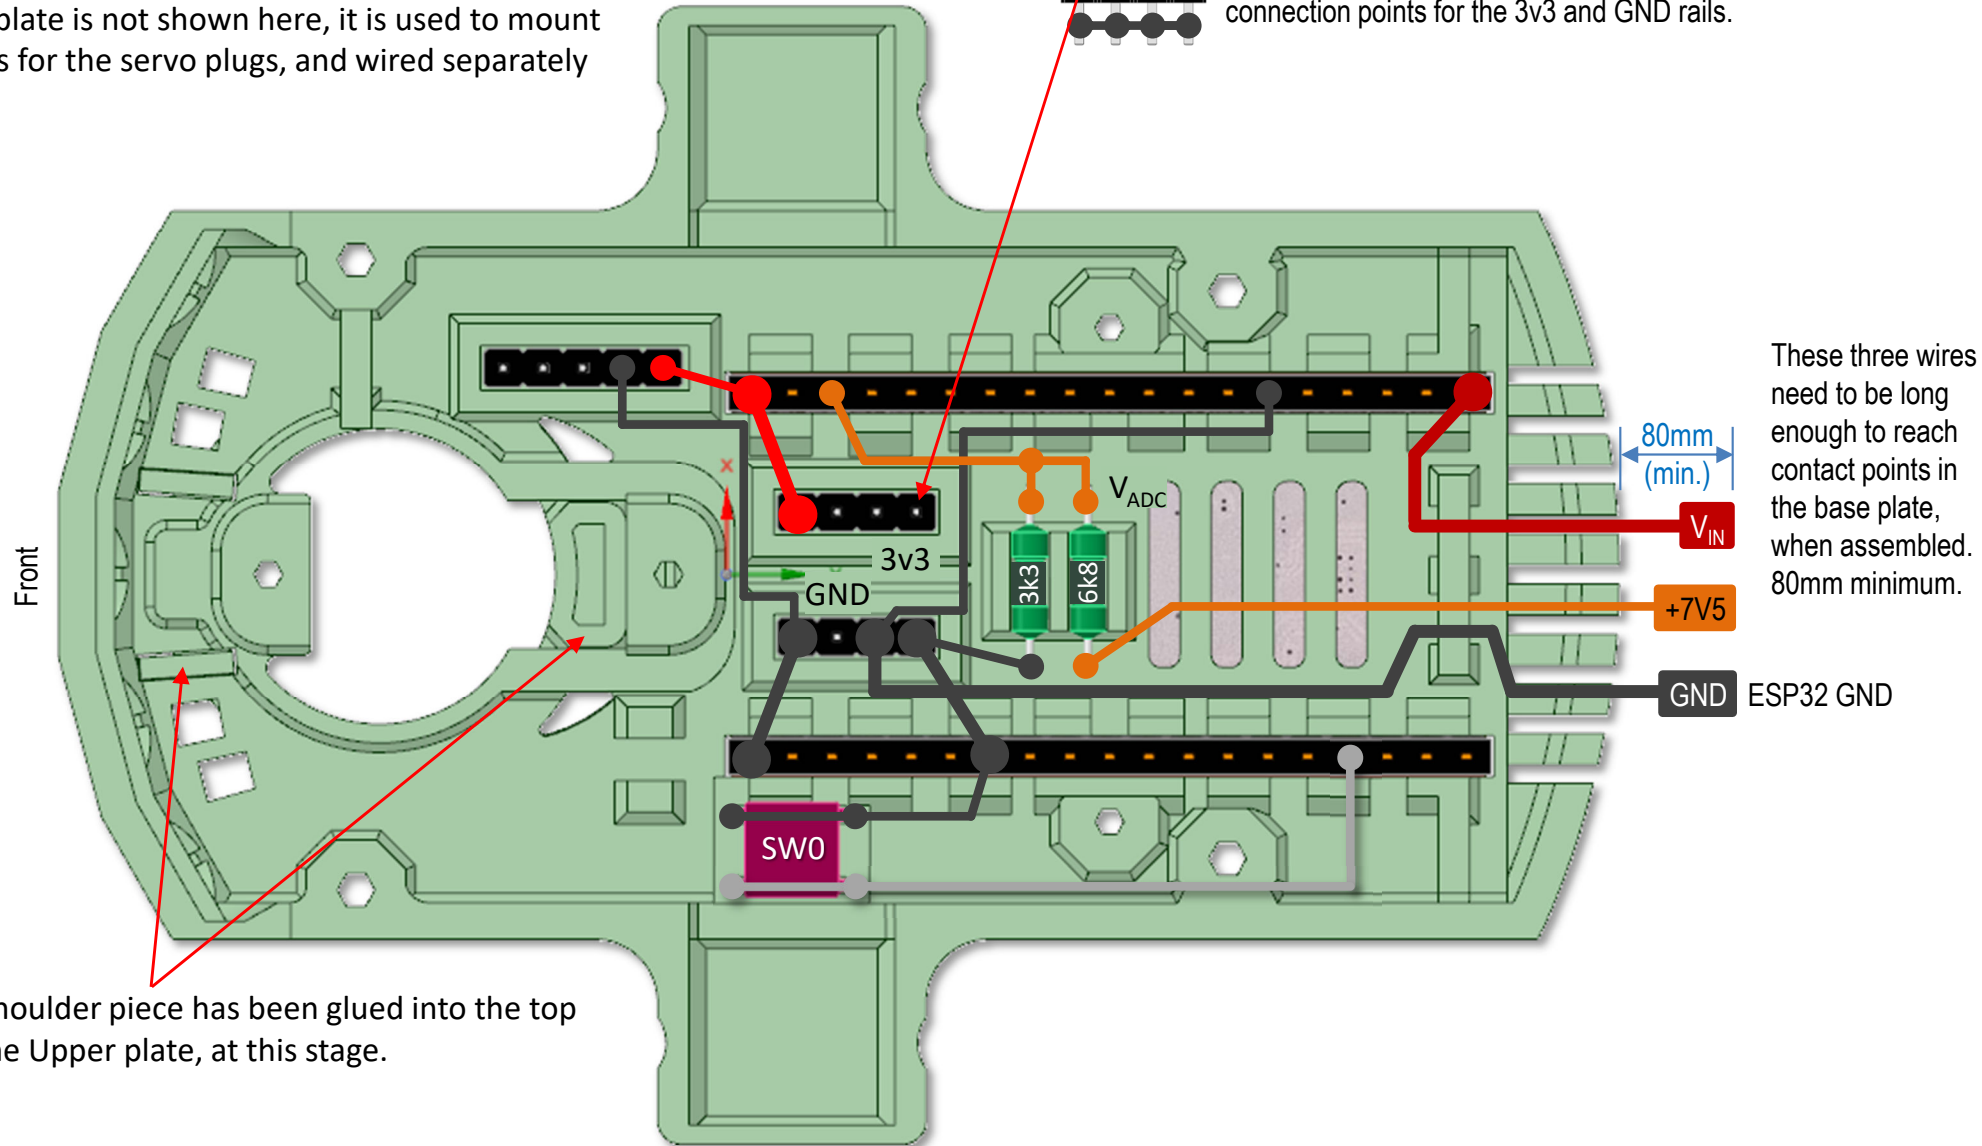 plate is not shown here, it is used to mount
s for the servo plugs, and wired separately
connection points for the 3v3 and GND rails.
These three wires
need to be long
enough to reach
contact points in
the base plate,
when assembled.
80mm minimum.
80mm
(min.)
X
V_ADC
V_IN
3v3
GND
3k3
6k8
+7V5
Front
GND
ESP32 GND
SW0
houlder piece has been glued into the top
he Upper plate, at this stage.